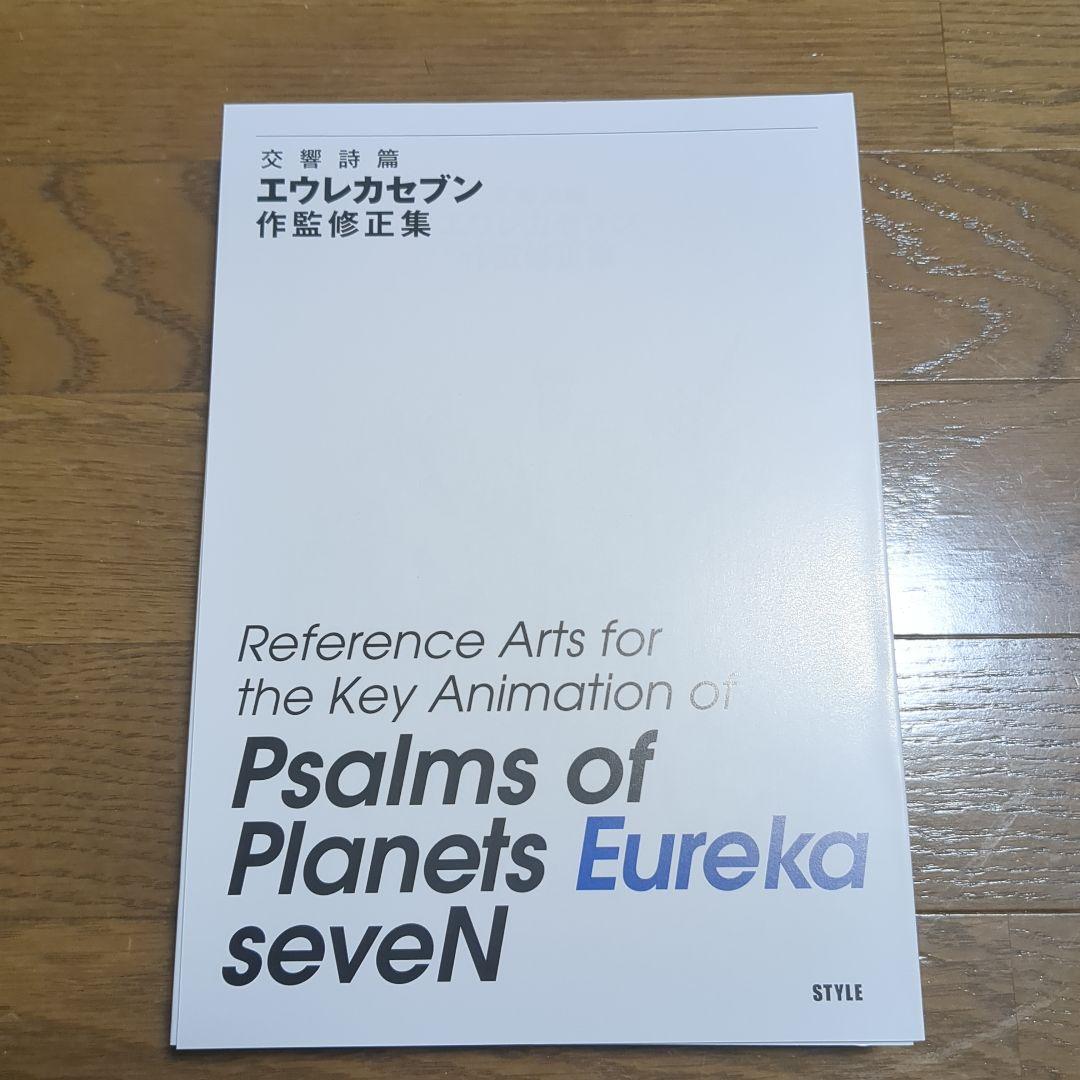 交響詩篇
エウレカセブン
作監修正集
Reference Arts for
the Key Animation of
Psalms of
Planets Eureka
seveN
STYLE